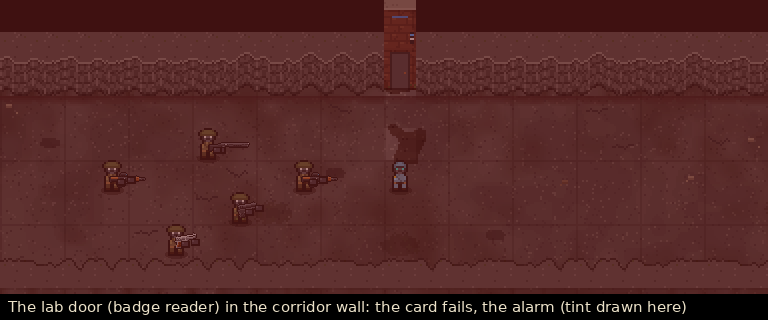 The lab door (badge reader) in the corridor wall: the card fails, the alarm (tint drawn here)